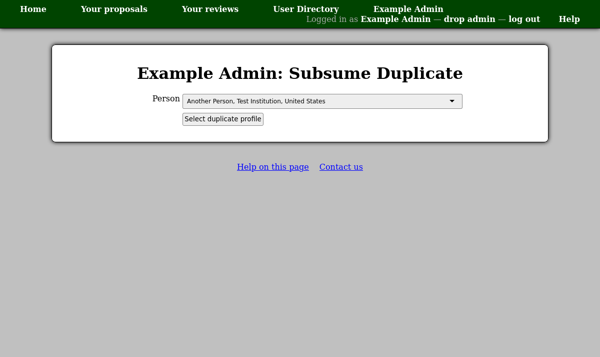 Home Your proposals Your reviews User Directory Example Admin
Logged in as Example Admin — drop admin — log out Help
Example Admin: Subsume Duplicate
Person Another Person, Test Institution, United States
Select duplicate profile
Help on this page Contact us